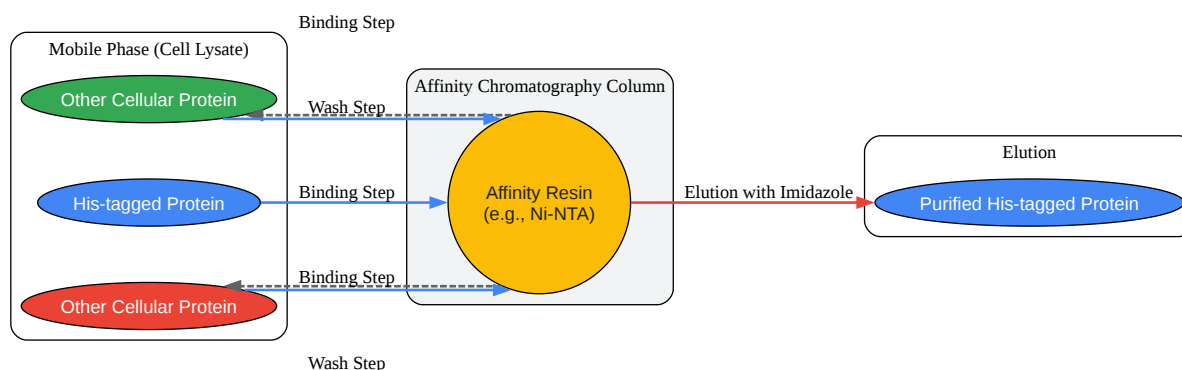 Binding Step
Mobile Phase (Cell Lysate)
Other Cellular Protein
Wash Step
Affinity Chromatography Column
His-tagged Protein
Binding Step
Affinity Resin
(e.g., Ni-NTA)
Elution with Imidazole
Elution
Purified His-tagged Protein
Other Cellular Protein
Binding Step
Wash Step